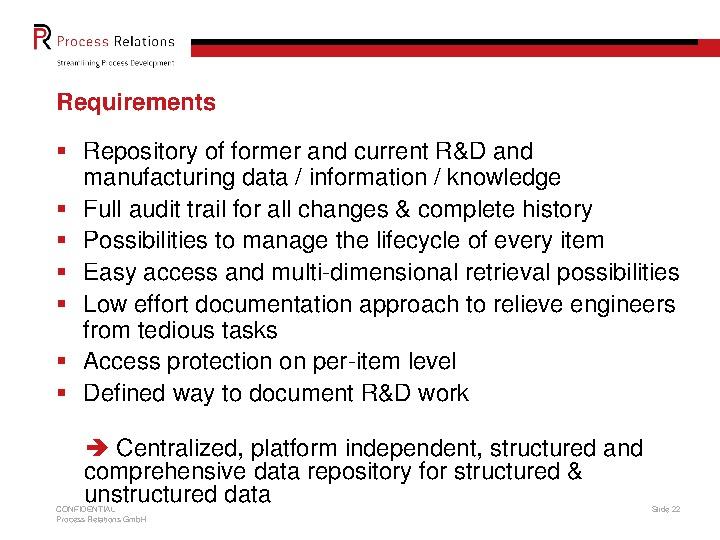 Process Relations
Streamlining Process Development
Requirements
▪ Repository of former and current R&D and
manufacturing data / information / knowledge
▪ Full audit trail for all changes & complete history
▪ Possibilities to manage the lifecycle of every item
▪ Easy access and multi-dimensional retrieval possibilities
▪ Low effort documentation approach to relieve engineers
from tedious tasks
▪ Access protection on per-item level
▪ Defined way to document R&D work
➔ Centralized, platform independent, structured and
comprehensive data repository for structured &
unstructured data
CONFIDENTIAL
Process Relations GmbH
Slide 22